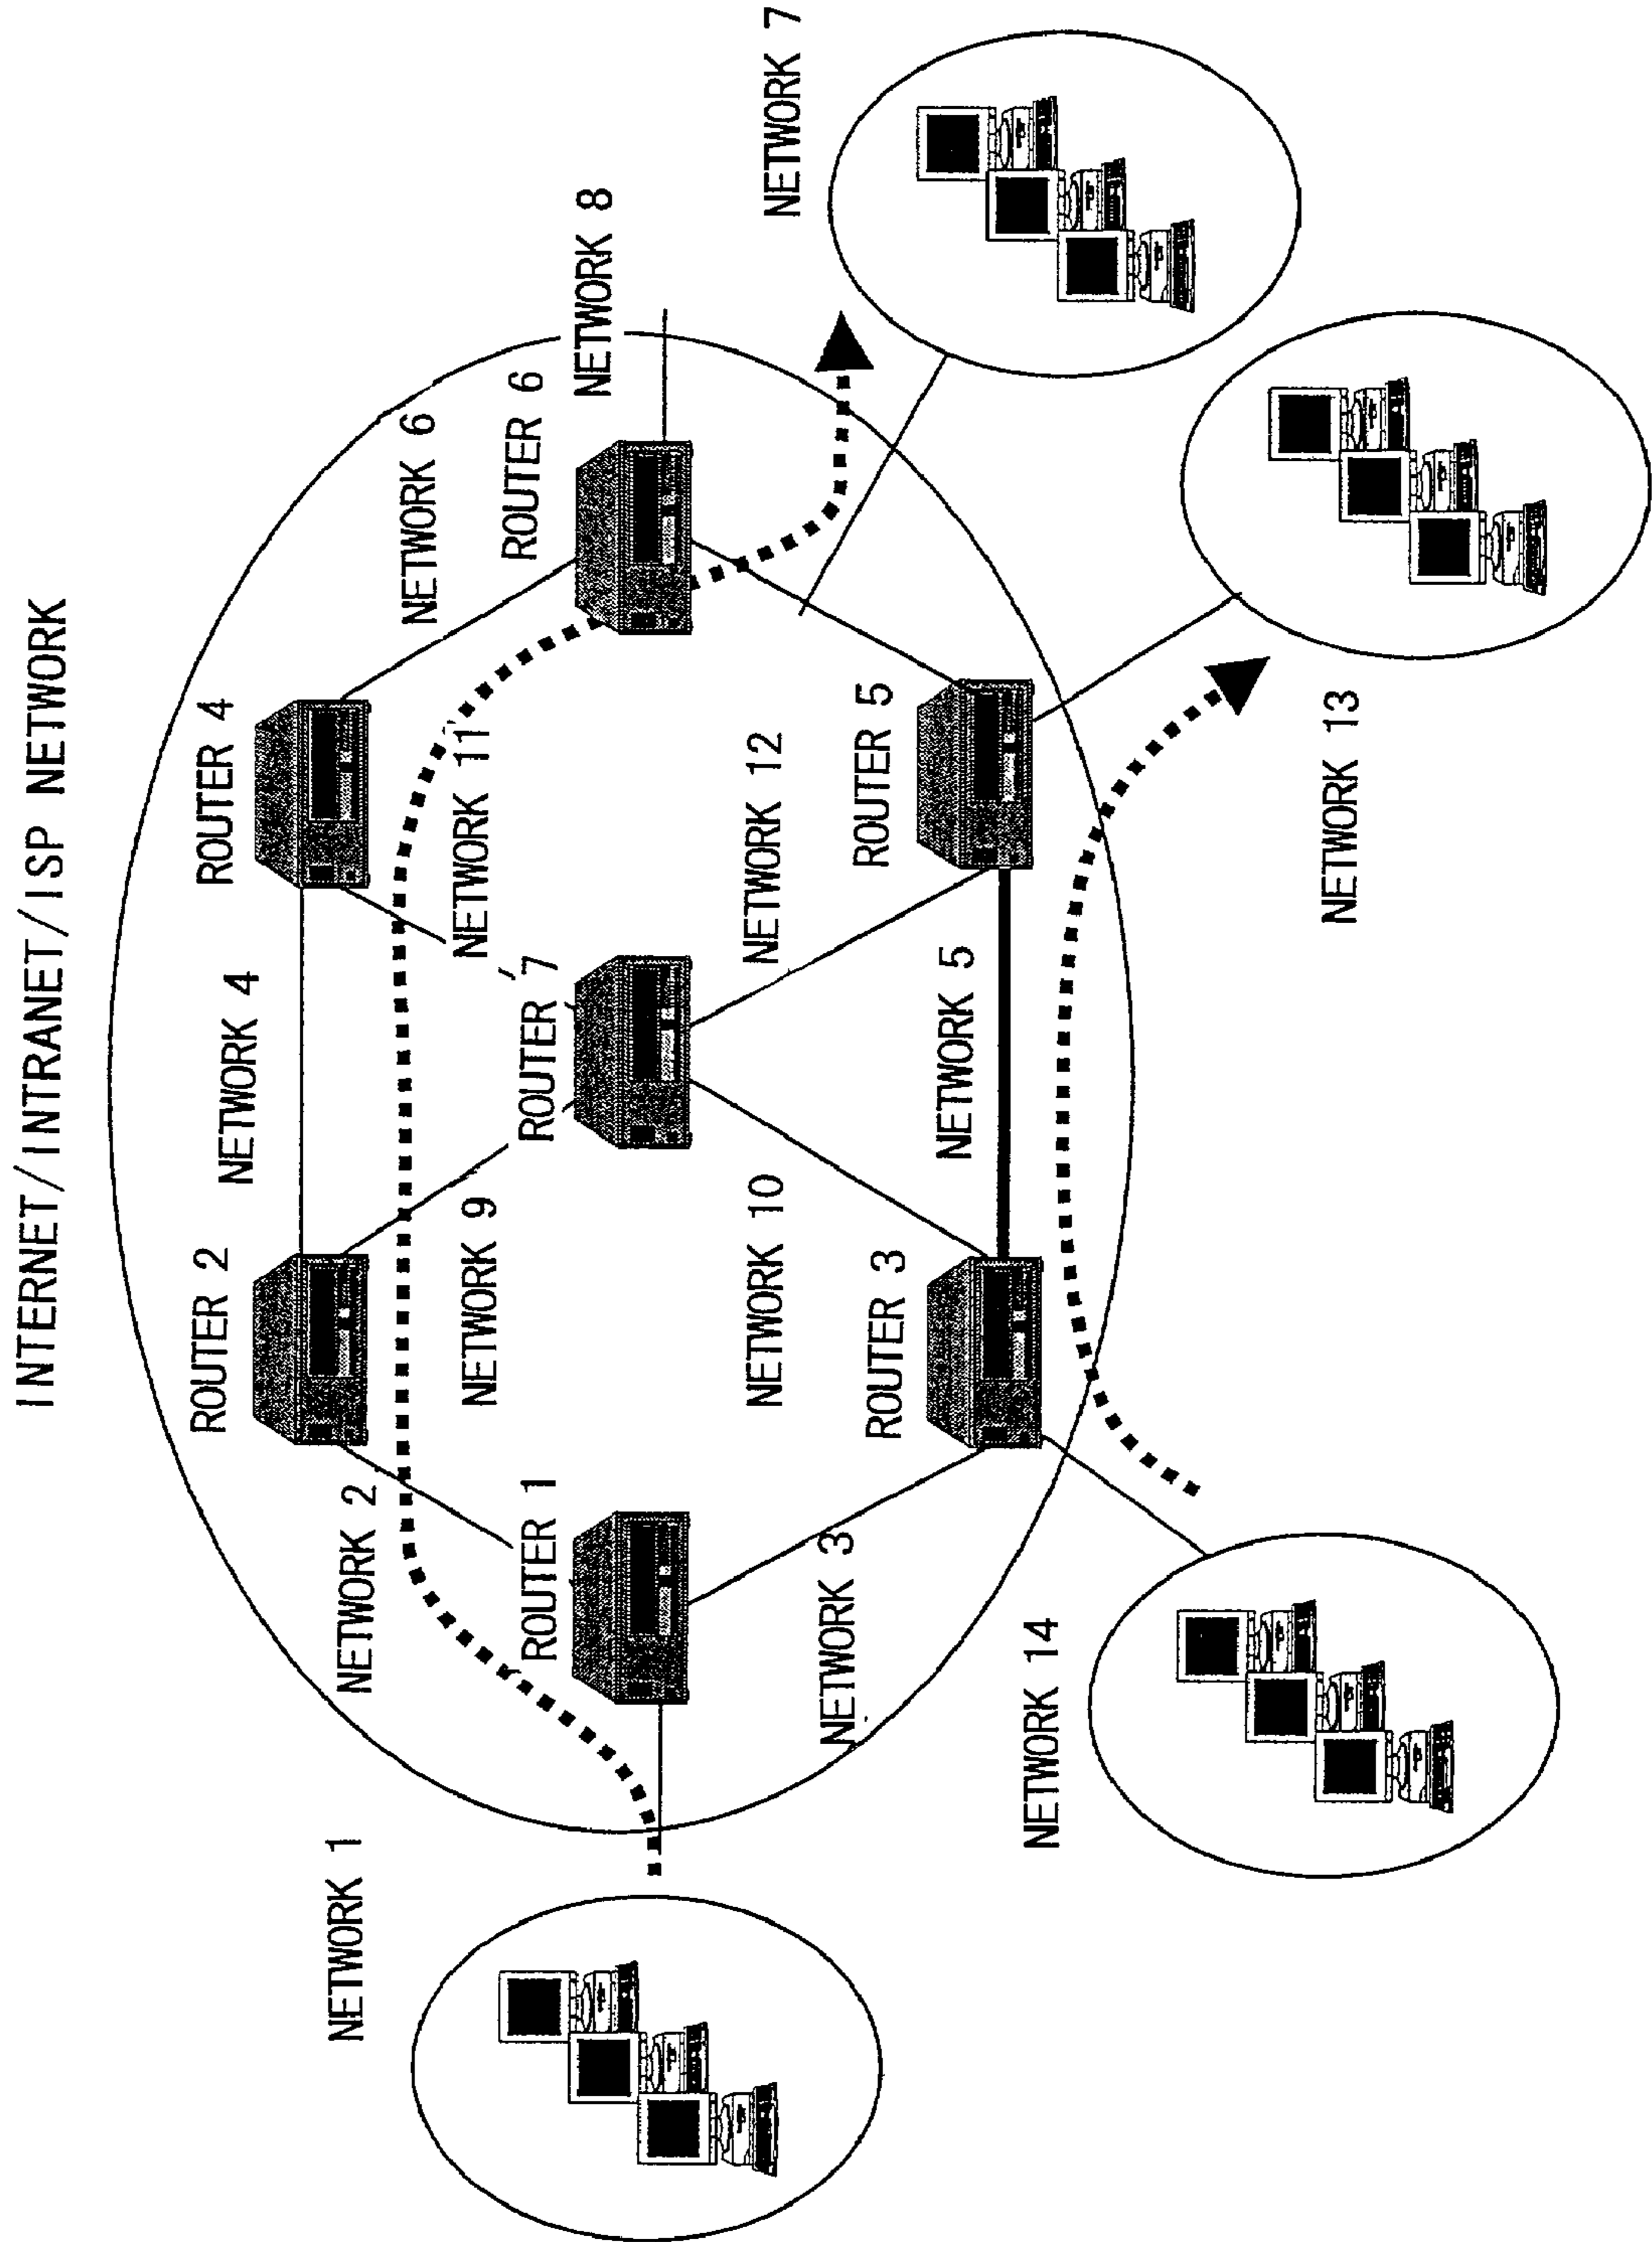 INTERNET/INTRANET/ISP NETWORK
ROUTER 2
NETWORK 4
ROUTER 4
NETWORK 1
NETWORK 2
NETWORK 6
NETWORK 9
NETWORK 11
ROUTER 1
ROUTER 7
ROUTER 6
NETWORK 8
NETWORK 10
NETWORK 12
NETWORK 7
NETWORK 3
ROUTER 3
NETWORK 5
ROUTER 5
NETWORK 14
NETWORK 13